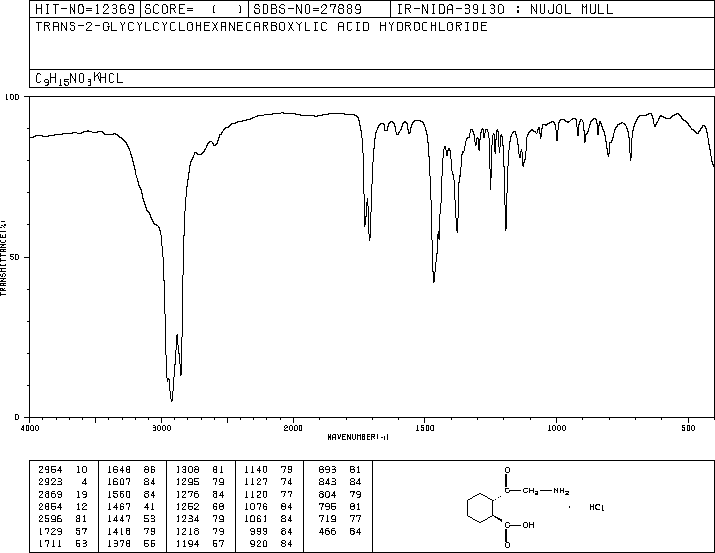 HIT-NO=12369 SCORE= ( ) SDBS-NO=27889 IR-NIDA-39130 : NUJOL MULL
TRANS-2-GLYCYLCYCLOHEXANECARBOXYLIC ACID HYDROCHLORIDE
C9H15NO3·HCL
100
50
0
TRANSMITTANCE(%)
4000 3000 2000 1500 1000 500
WAVENUMBER(-1)
2954 10 1648 86 1308 81 1140 79 893 81
2923 4 1607 84 1295 79 1127 74 843 84
2869 19 1560 84 1276 84 1120 77 804 79
2854 12 1467 41 1252 68 1076 84 795 81
2596 81 1447 53 1234 79 1061 84 719 77
1729 57 1418 79 1218 79 999 84 466 84
1711 53 1378 55 1194 57 920 84
O
C—CH2—NH2
· HCl
C—OH
O